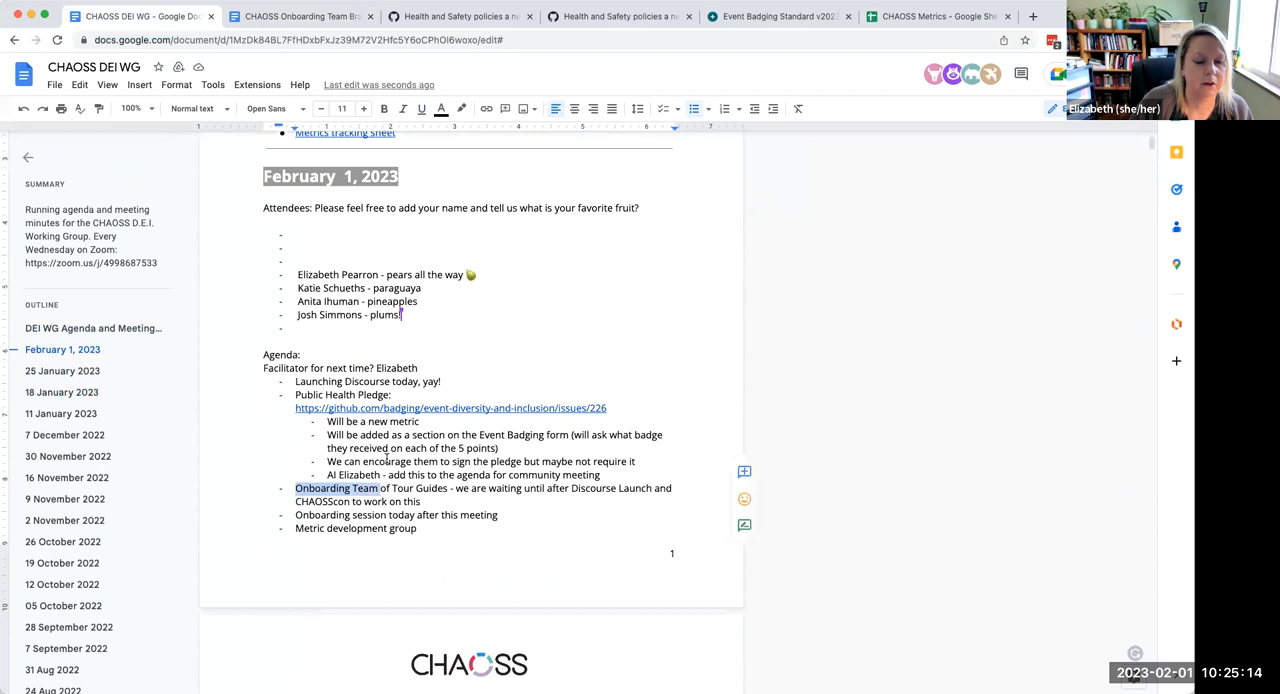 CHAOSS DEI WG - Google Doc
CHAOSS Onboarding Team Bra
Health and Safety policies a n
Health and Safety policies a n
Event Badging Standard v2023
CHAOSS Metrics - Google She
docs.google.com/document/d/1MzDk84BL7FfHDxbFxJz39M7V2Hfc5Y6oCPhOl6woxo/edit#
CHAOSS DEI WG
File Edit View Insert Format Tools Extensions Help Last edit was seconds ago
Elizabeth (she/her)
100% Normal text Open Sans 11
Metrics tracking sheet
SUMMARY
Running agenda and meeting
minutes for the CHAOSS D.E.I.
Working Group. Every
Wednesday on Zoom:
https://zoom.us/j/4998687533
OUTLINE
DEI WG Agenda and Meeting...
February 1, 2023
25 January 2023
18 January 2023
11 January 2023
7 December 2022
30 November 2022
16 November 2022
9 November 2022
2 November 2022
26 October 2022
19 October 2022
12 October 2022
05 October 2022
28 September 2022
7 September 2022
31 Aug 2022
24 Aug 2022
February 1, 2023
Attendees: Please feel free to add your name and tell us what is your favorite fruit?
-
-
-
- Elizabeth Pearron - pears all the way 🍐
- Katie Schueths - paraguaya
- Anita Ihuman - pineapples
- Josh Simmons - plums!
-
Agenda:
Facilitator for next time? Elizabeth
- Launching Discourse today, yay!
- Public Health Pledge:
https://github.com/badging/event-diversity-and-inclusion/issues/226
- Will be a new metric
- Will be added as a section on the Event Badging form (will ask what badge
they received on each of the 5 points)
- We can encourage them to sign the pledge but maybe not require it
- AI Elizabeth - add this to the agenda for community meeting
- Onboarding Team of Tour Guides - we are waiting until after Discourse Launch and
CHAOSScon to work on this
- Onboarding session today after this meeting
- Metric development group
1
CHAOSS
2023-02-01 10:25:14